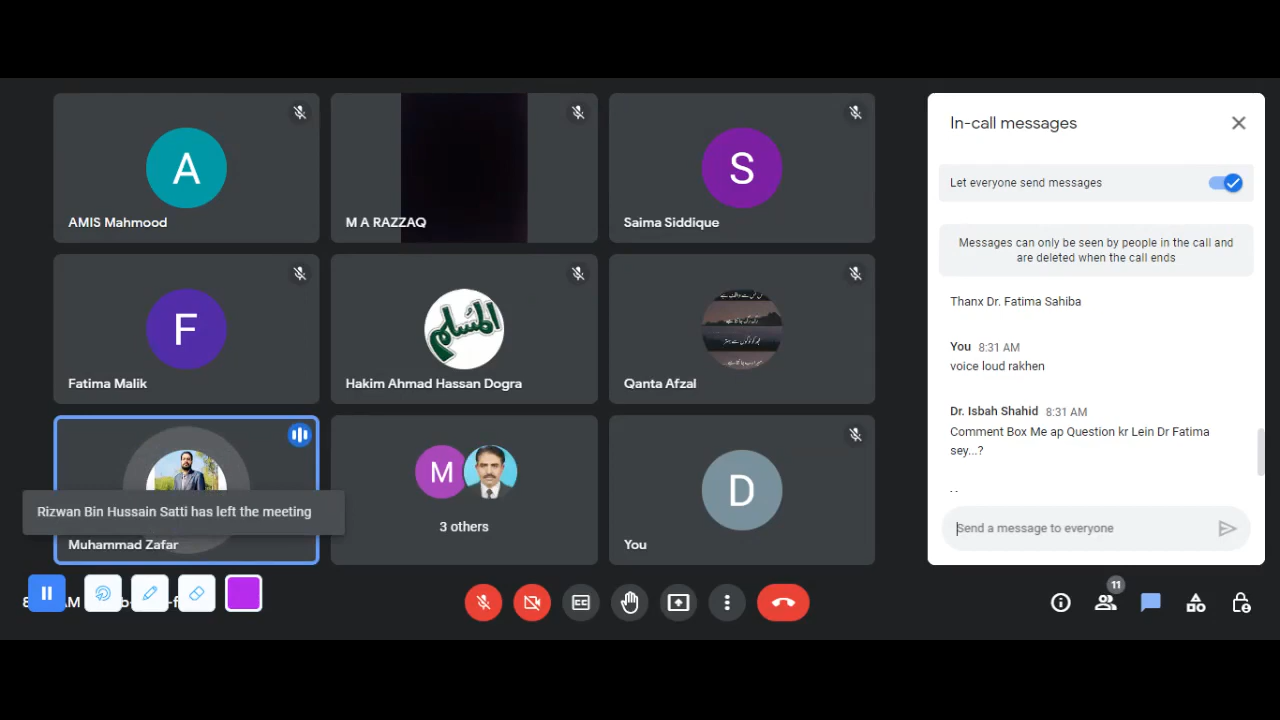 A
AMIS Mahmood
M A RAZZAQ
S
Saima Siddique
F
Fatima Malik
المسلم
Hakim Ahmad Hassan Dogra
Qanta Afzal
Rizwan Bin Hussain Satti has left the meeting
Muhammad Zafar
M
3 others
D
You
In-call messages
Let everyone send messages
Messages can only be seen by people in the call and
are deleted when the call ends
Thanx Dr. Fatima Sahiba
You 8:31 AM
voice loud rakhen
Dr. Isbah Shahid 8:31 AM
Comment Box Me ap Question kr Lein Dr Fatima
sey...?
Send a message to everyone
11